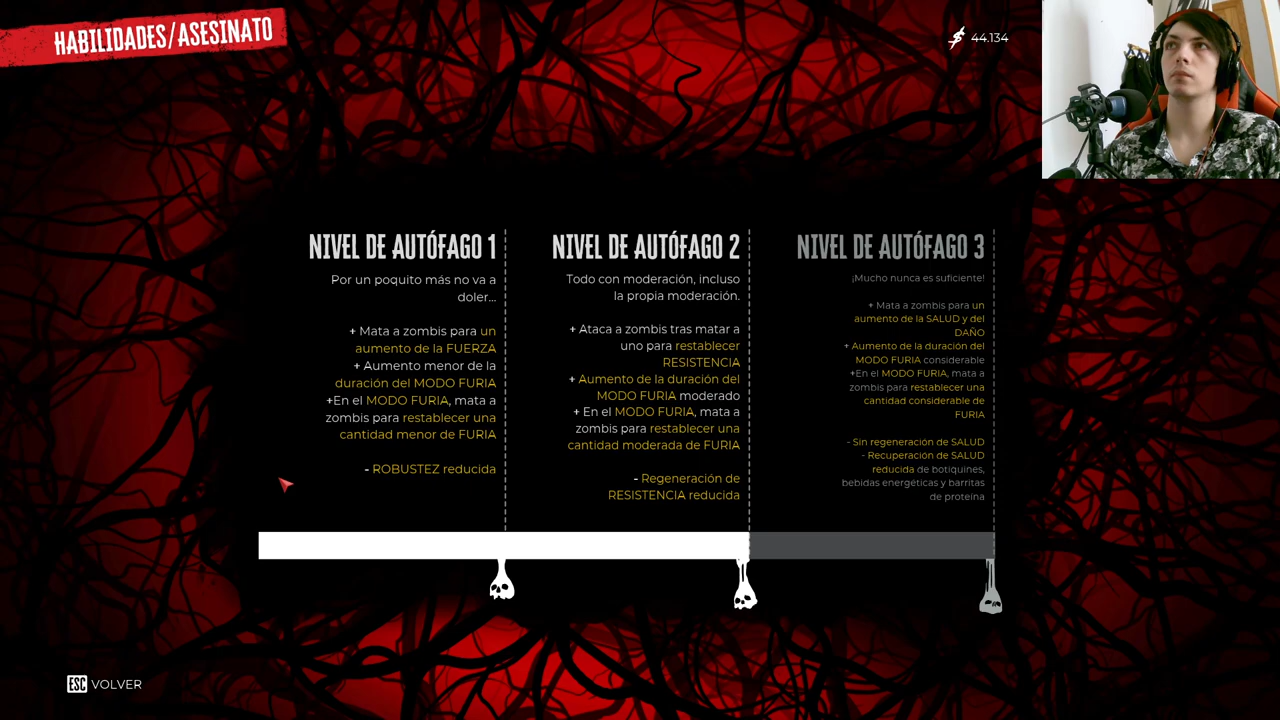 HABILIDADES/ASESINATO
44.134
NIVEL DE AUTÓFAGO 1
Por un poquito más no va a
doler...
+ Mata a zombis para un
aumento de la FUERZA
+ Aumento menor de la
duración del MODO FURIA
+En el MODO FURIA, mata a
zombis para restablecer una
cantidad menor de FURIA
- ROBUSTEZ reducida
NIVEL DE AUTÓFAGO 2
Todo con moderación, incluso
la propia moderación.
+ Ataca a zombis tras matar a
uno para restablecer
RESISTENCIA
+ Aumento de la duración del
MODO FURIA moderado
+ En el MODO FURIA, mata a
zombis para restablecer una
cantidad moderada de FURIA
- Regeneración de
RESISTENCIA reducida
NIVEL DE AUTÓFAGO 3
¡Mucho nunca es suficiente!
+ Mata a zombis para un
aumento de la SALUD y del
DAÑO
+ Aumento de la duración del
MODO FURIA considerable
+En el MODO FURIA, mata a
zombis para restablecer una
cantidad considerable de
FURIA
- Sin regeneración de SALUD
- Recuperación de SALUD
reducida de botiquines,
bebidas energéticas y barritas
de proteína
ESC VOLVER